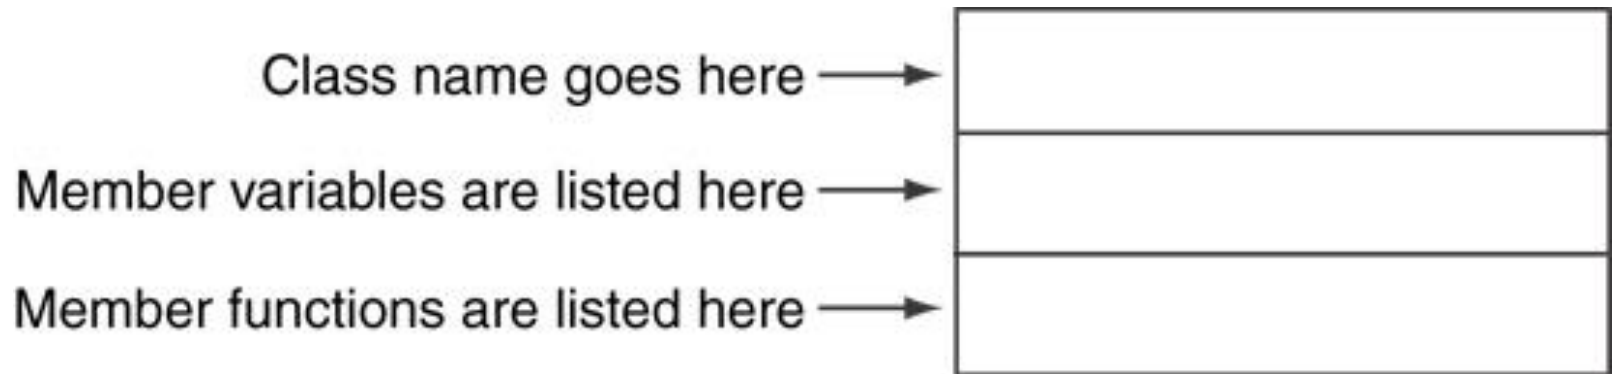 Class name goes here
Member variables are listed here
Member functions are listed here